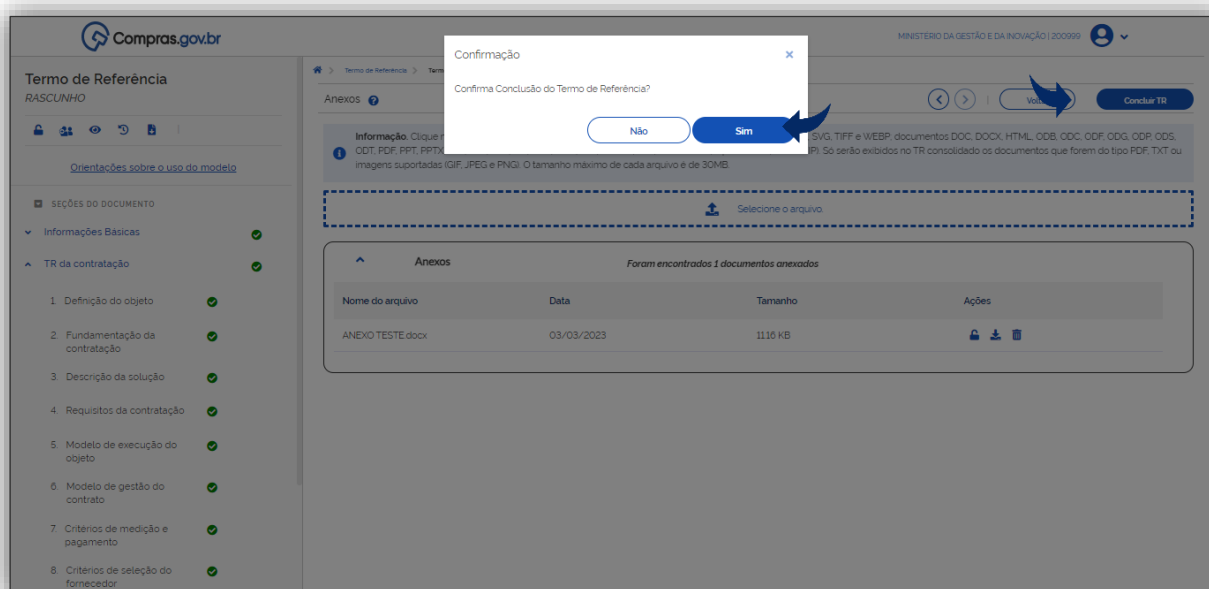 Compras.gov.br
MINISTÉRIO DA GESTÃO E DA INOVAÇÃO | 200999
Termo de Referência
RASCUNHO
Orientações sobre o uso do modelo
SEÇÕES DO DOCUMENTO
Informações Básicas
TR da contratação
1. Definição do objeto
2. Fundamentação da
contratação
3. Descrição da solução
4. Requisitos da contratação
5. Modelo de execução do
objeto
6. Modelo de gestão do
contrato
7. Critérios de medição e
pagamento
8. Critérios de seleção do
fornecedor
Termo de Referência
Confirmação
×
Confirma Conclusão do Termo de Referência?
Não
Sim
Anexos
Concluir TR
Informação. Clique SVG, TIFF e WEBP; documentos DOC, DOCX, HTML, ODB, ODC, ODF, ODG, ODP, ODS,
ODT, PDF, PPT, PPTX Só serão exibidos no TR consolidado os documentos que forem do tipo PDF, TXT ou
imagens suportadas (GIF, JPEG e PNG). O tamanho máximo de cada arquivo é de 30MB.
Selecione o arquivo.
Anexos
Foram encontrados 1 documentos anexados
Nome do arquivo Data Tamanho Ações
ANEXO TESTE.docx 03/03/2023 11.16 KB